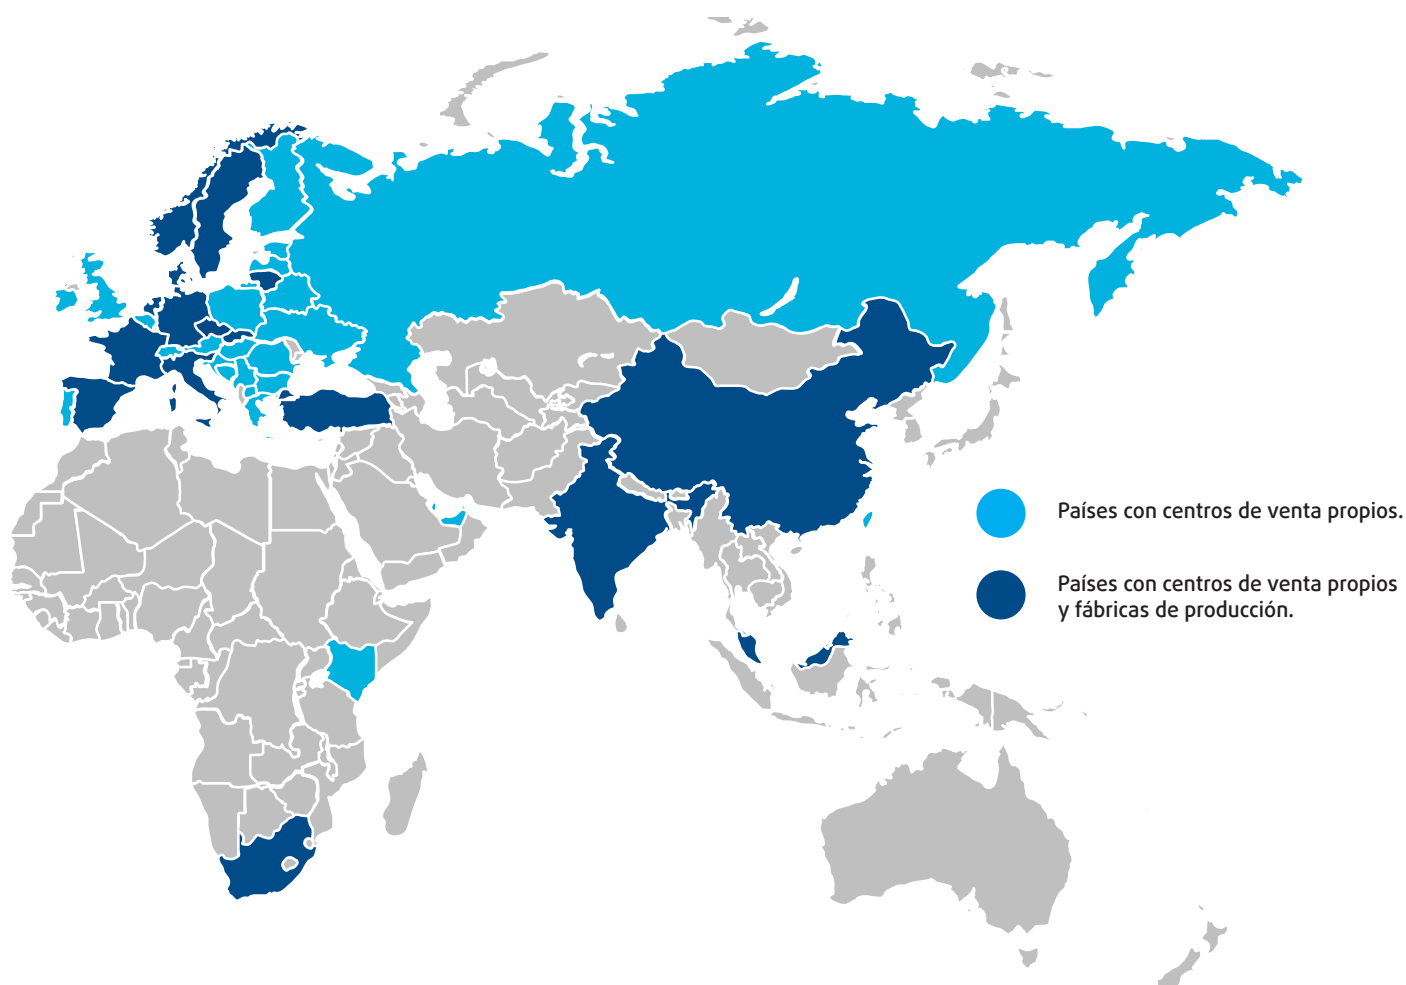 Países con centros de venta propios.
Países con centros de venta propios
y fábricas de producción.